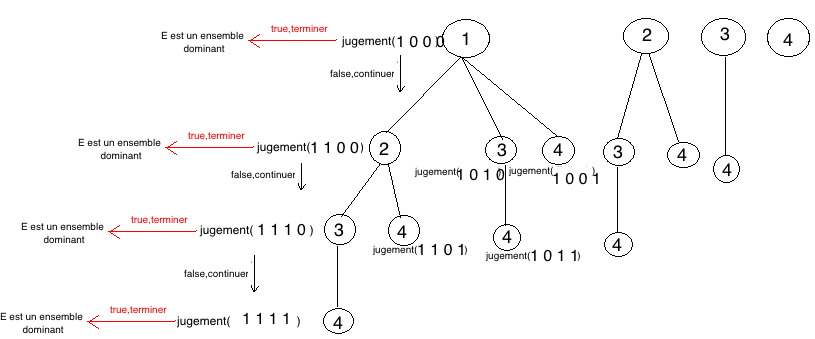 E est un ensemble
dominant
true,terminer
jugement(1 0 0 0
1
2
3
4
false,continuer
E est un ensemble
dominant
true,terminer
jugement(1 1 0 0)
2
3
4
3
4
4
jugement(1 0 1 0)
jugement(1 0 0 1)
false,continuer
E est un ensemble
dominant
true,terminer
jugement(1 1 1 0)
3
4
4
4
jugement(1 1 0 1)
jugement(1 0 1 1)
false,continuer
E est un ensemble
dominant
true,terminer
jugement( 1 1 1 1 )
4